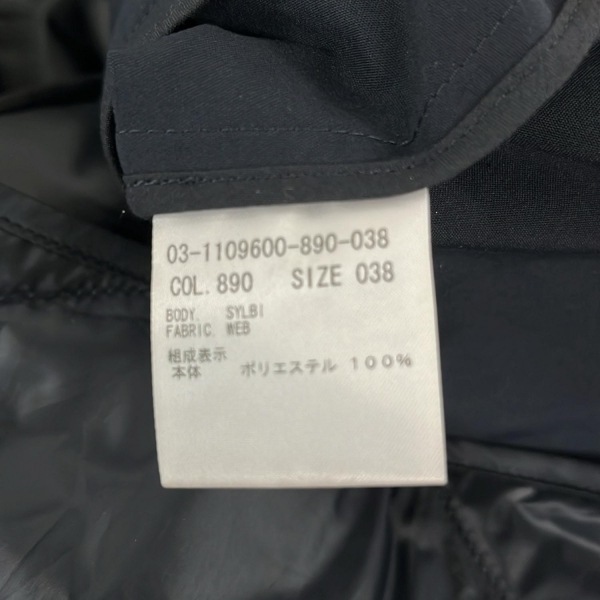 03-1109600-890-038
COL. 890 SIZE 038
BODY. SYLBI
FABRIC. WEB
組成表示
本体 ポリエステル 100%